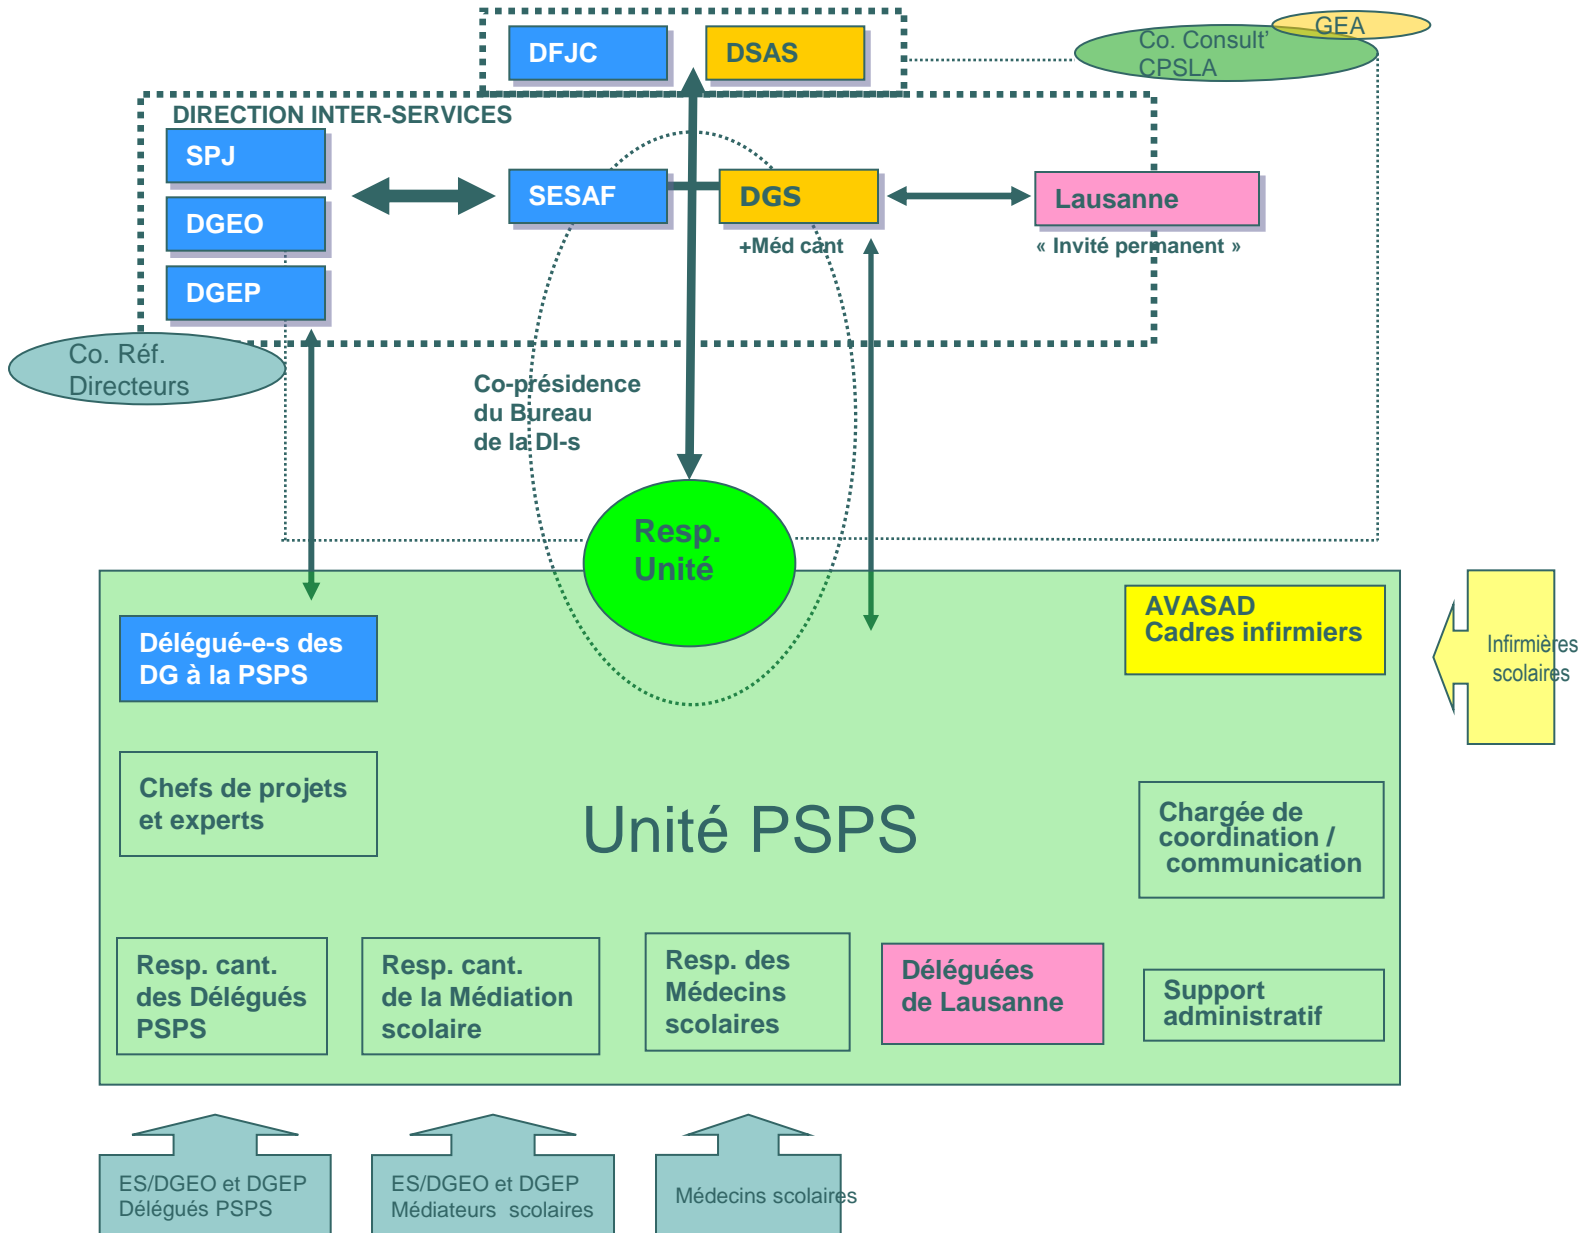 DFJC
DSAS
GEA
Co. Consult’
CPSLA
DIRECTION INTER-SERVICES
SPJ
SESAF
DGS
Lausanne
DGEO
+Méd cant
« Invité permanent »
DGEP
Co. Réf.
Directeurs
Co-présidence
du Bureau
de la DI-s
Resp.
Unité
Délégué-e-s des
DG à la PSPS
AVASAD
Cadres infirmiers
Infirmières
scolaires
Chefs de projets
et experts
Unité PSPS
Chargée de
coordination /
communication
Resp. cant.
des Délégués
PSPS
Resp. cant.
de la Médiation
scolaire
Resp. des
Médecins
scolaires
Déléguées
de Lausanne
Support
administratif
ES/DGEO et DGEP
Délégués PSPS
ES/DGEO et DGEP
Médiateurs scolaires
Médecins scolaires